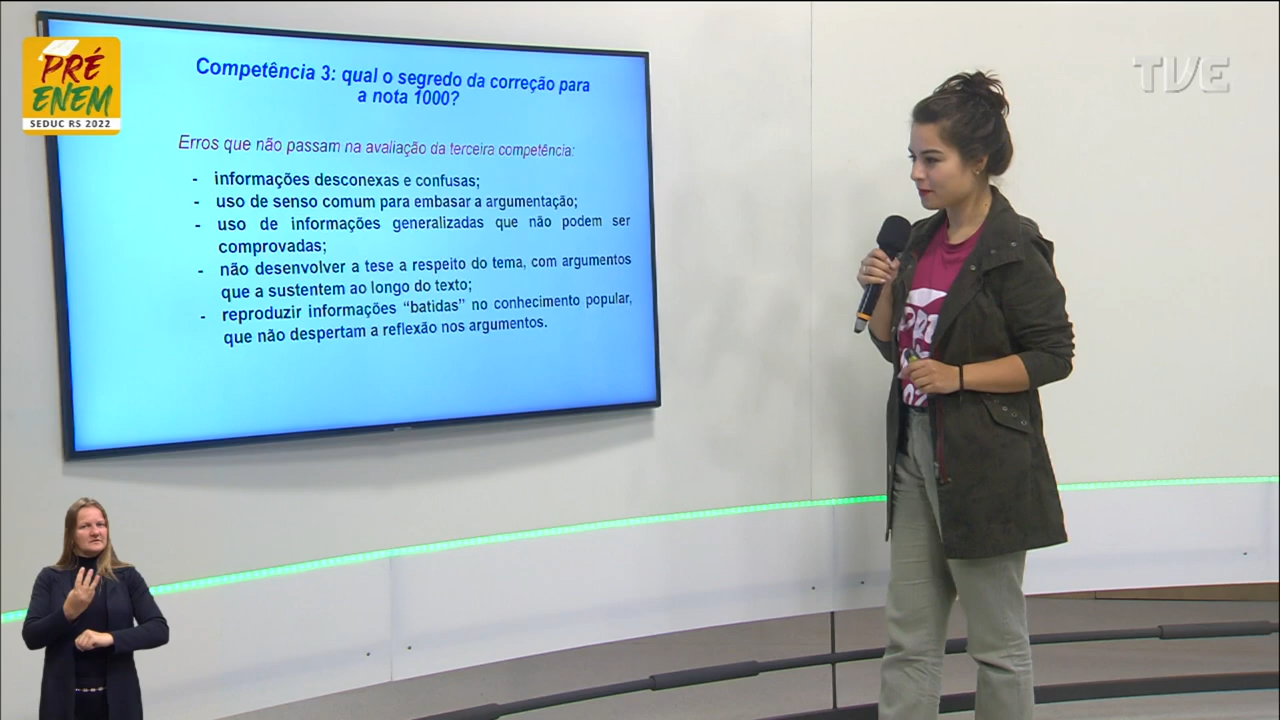 PRÉ
ENEM
SEDUC RS 2022
TVE
Competência 3: qual o segredo da correção para
a nota 1000?
Erros que não passam na avaliação da terceira competência:
- informações desconexas e confusas;
- uso de senso comum para embasar a argumentação;
- uso de informações generalizadas que não podem ser
comprovadas;
- não desenvolver a tese a respeito do tema, com argumentos
que a sustentem ao longo do texto;
- reproduzir informações “batidas” no conhecimento popular,
que não despertam a reflexão nos argumentos.